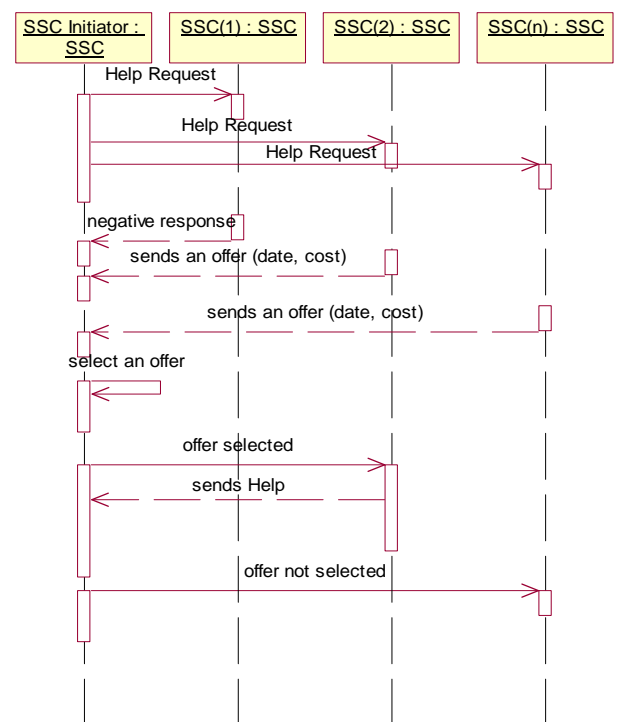 SSC Initiator :
SSC
SSC(1) : SSC
SSC(2) : SSC
SSC(n) : SSC
Help Request
Help Request
Help Request
negative response
sends an offer (date, cost)
sends an offer (date, cost)
select an offer
offer selected
sends Help
offer not selected